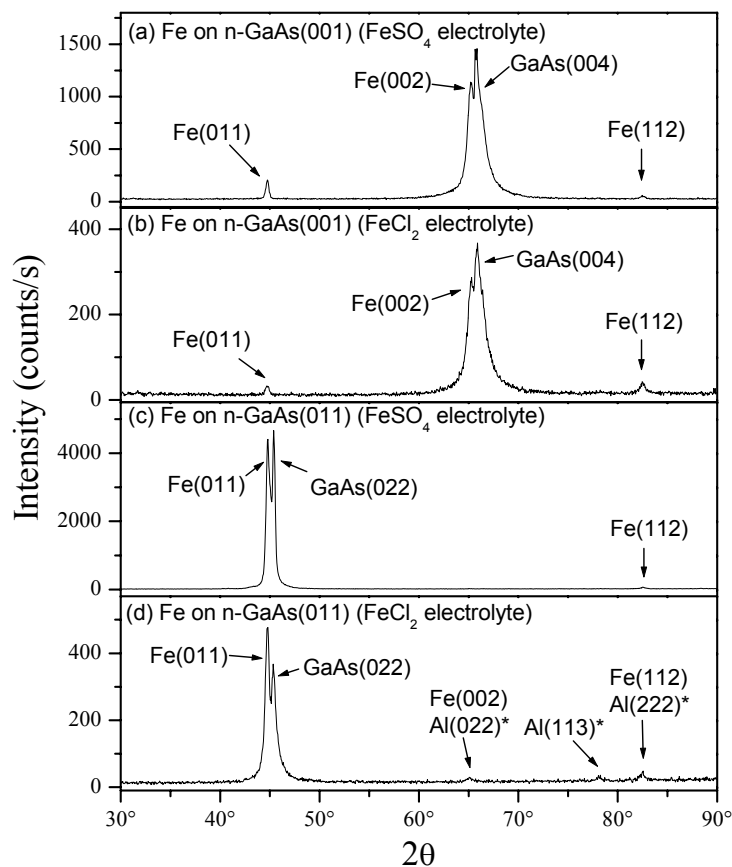 (a) Fe on n-GaAs(001) (FeSO₄ electrolyte)
1500
1000
500
0
Fe(011)
Fe(002)
GaAs(004)
Fe(112)
(b) Fe on n-GaAs(001) (FeCl₂ electrolyte)
400
200
0
Fe(011)
Fe(002)
GaAs(004)
Fe(112)
(c) Fe on n-GaAs(011) (FeSO₄ electrolyte)
4000
2000
0
Fe(011)
GaAs(022)
Fe(112)
(d) Fe on n-GaAs(011) (FeCl₂ electrolyte)
400
200
0
Fe(011)
GaAs(022)
Fe(002)
Al(022)*
Al(113)*
Fe(112)
Al(222)*
30° 40° 50° 60° 70° 80° 90°
2θ
Intensity (counts/s)